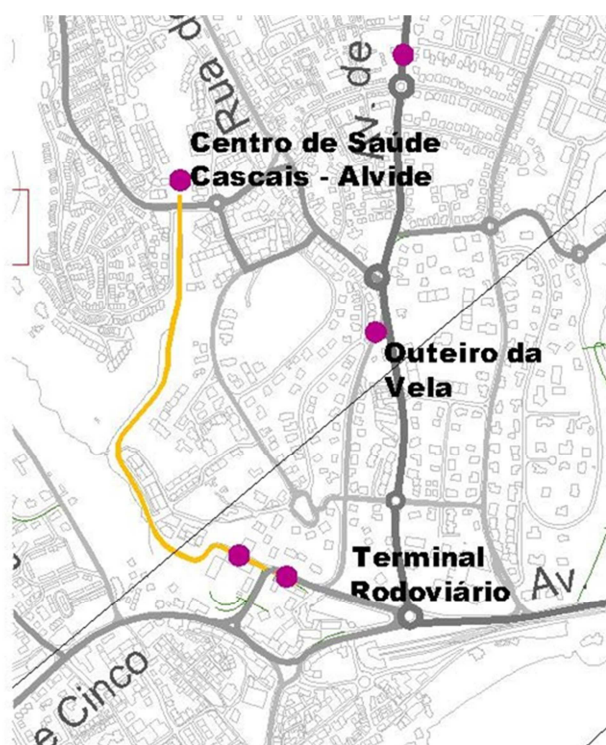 Rua d
Av. de
Centro de Saúde
Cascais - Alvide
Outeiro da
Vela
Terminal
Rodoviário
Av.
e Cinco